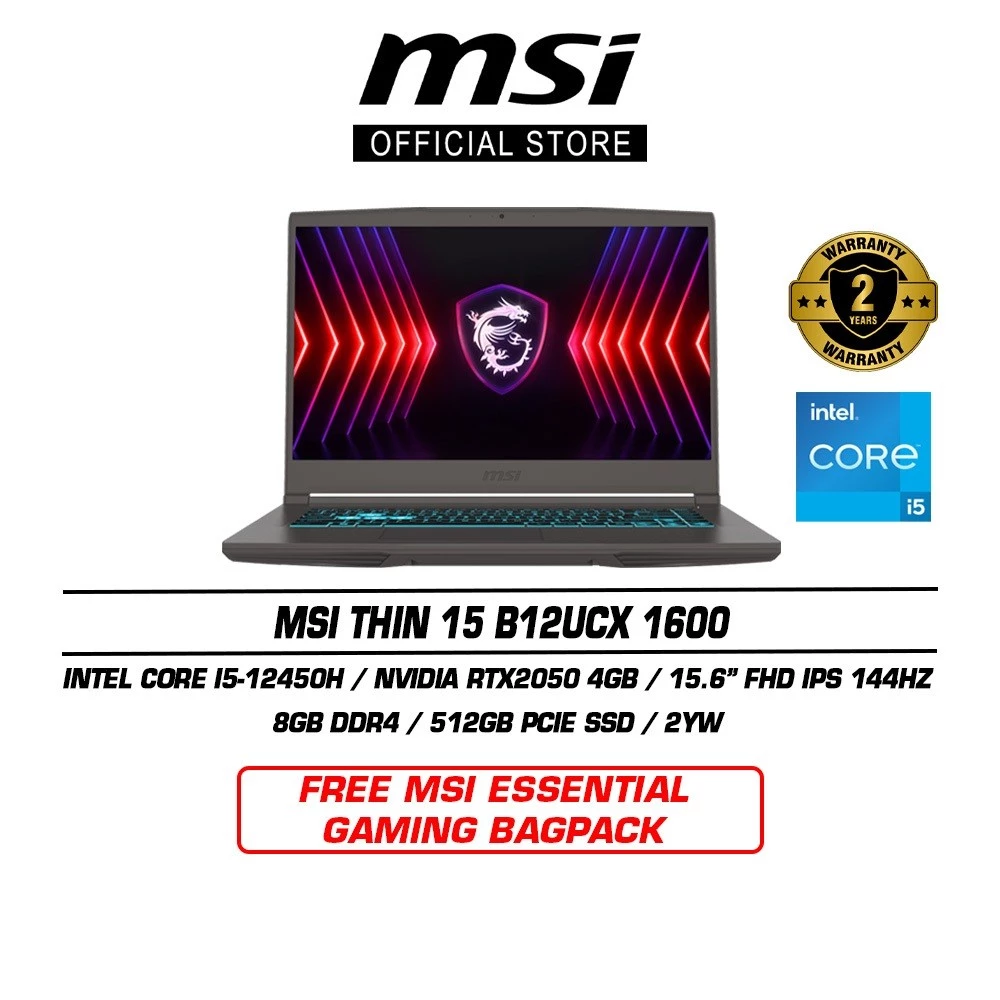 msi
OFFICIAL STORE
WARRANTY
2
YEARS
WARRANTY
intel.
CORE
i5
msi
MSI THIN 15 B12UCX 1600
INTEL CORE I5-12450H / NVIDIA RTX2050 4GB / 15.6” FHD IPS 144HZ
8GB DDR4 / 512GB PCIE SSD / 2YW
FREE MSI ESSENTIAL
GAMING BAGPACK